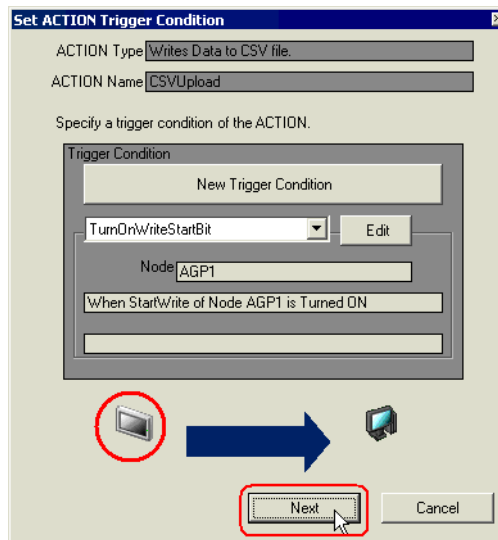 Set ACTION Trigger Condition
ACTION Type Writes Data to CSV file.
ACTION Name CSVUpload
Specify a trigger condition of the ACTION.
Trigger Condition
New Trigger Condition
TurnOnWriteStartBit Edit
Node AGP1
When StartWrite of Node AGP1 is Turned ON
Next Cancel